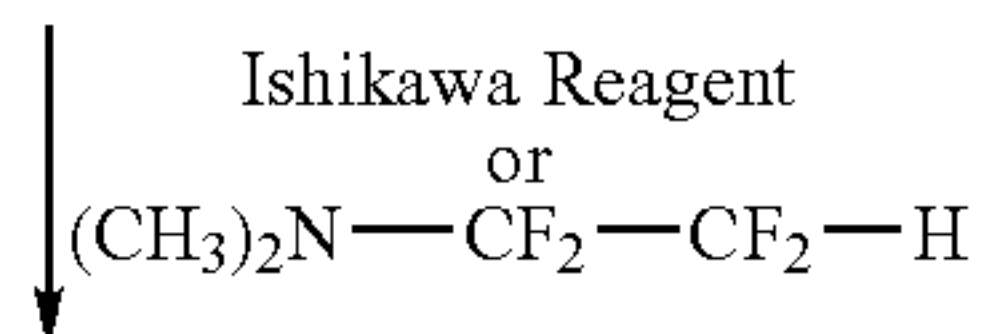 Ishikawa Reagent
or
(CH₃)₂N—CF₂—CF₂—H